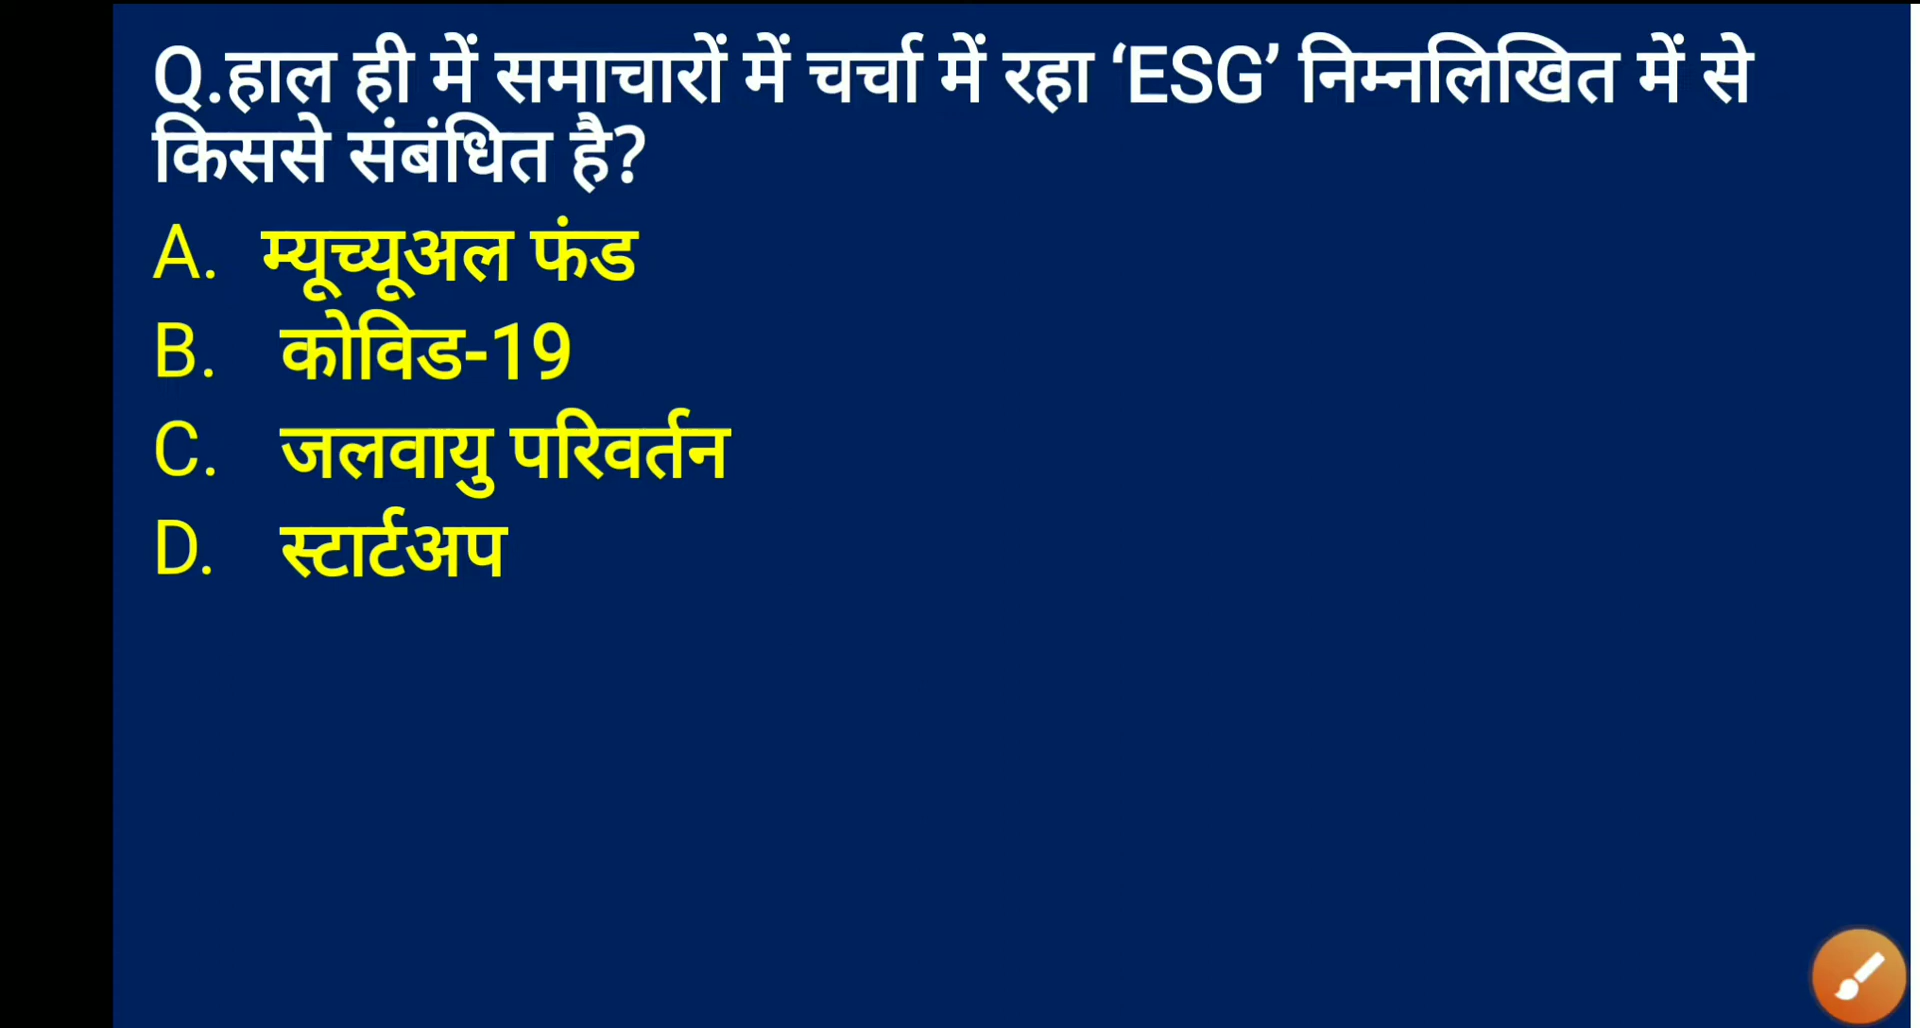 Q.हाल ही में समाचारों में चर्चा में रहा ‘ESG’ निम्नलिखित में से
किससे संबंधित है?
A. म्यूच्यूअल फंड
B. कोविड-19
C. जलवायु परिवर्तन
D. स्टार्टअप